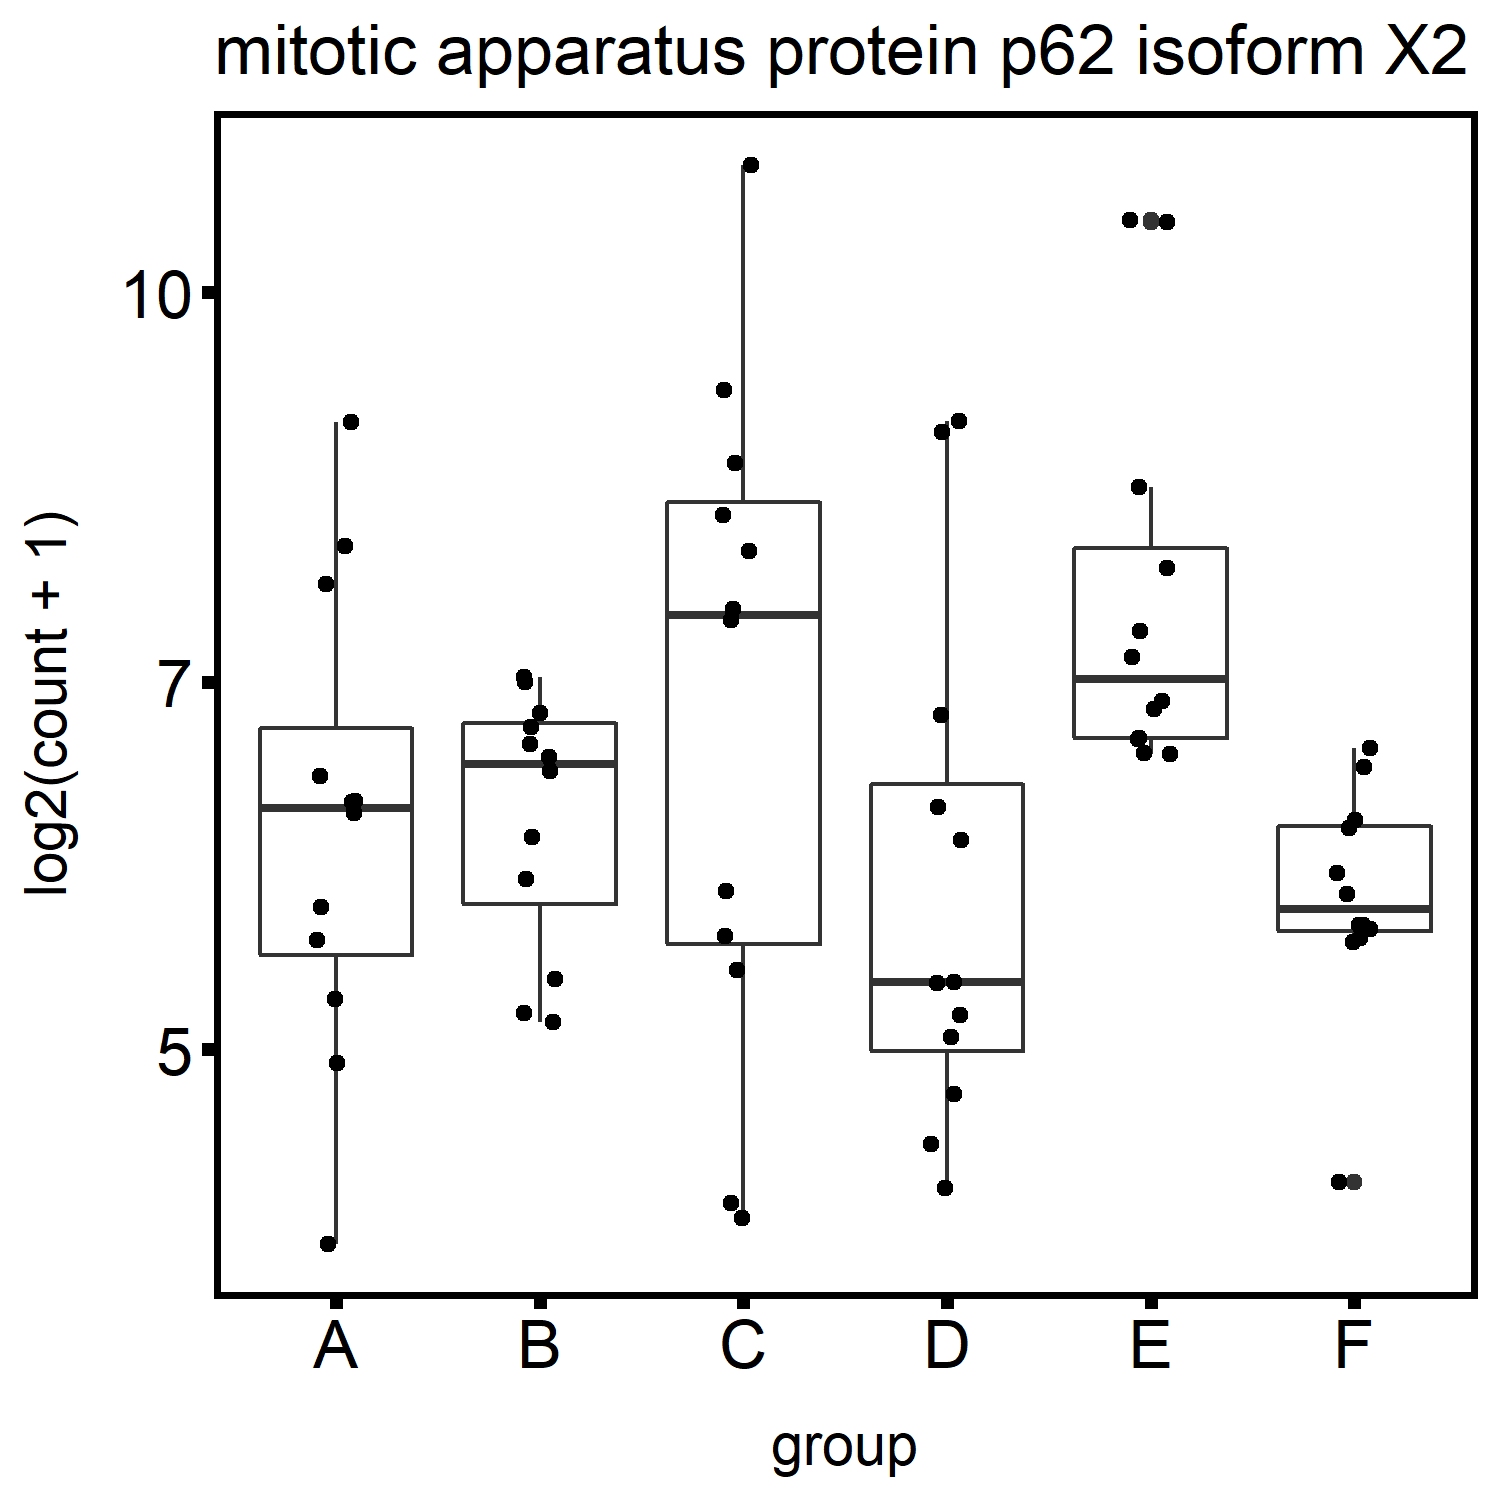 mitotic apparatus protein p62 isoform X2
log2(count + 1)
10
7
5
A B C D E F
group